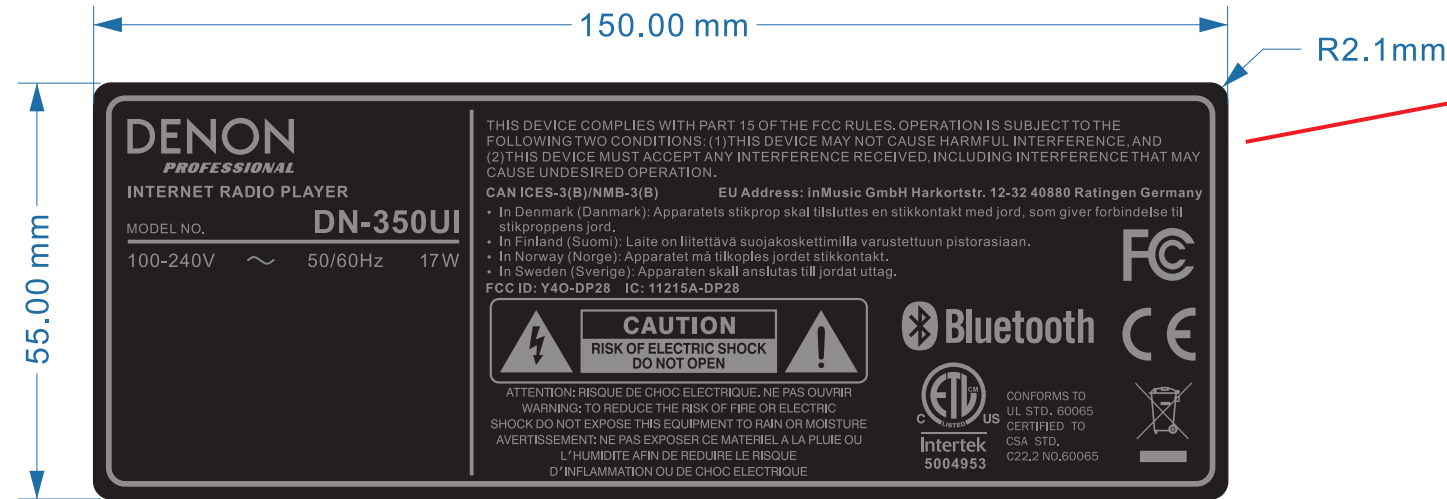 150.00 mm
R2.1mm
55.00 mm
DENON
PROFESSIONAL
INTERNET RADIO PLAYER
MODEL NO. DN-350UI
100-240V ～ 50/60Hz 17W
THIS DEVICE COMPLIES WITH PART 15 OF THE FCC RULES. OPERATION IS SUBJECT TO THE
FOLLOWING TWO CONDITIONS: (1) THIS DEVICE MAY NOT CAUSE HARMFUL INTERFERENCE, AND
(2) THIS DEVICE MUST ACCEPT ANY INTERFERENCE RECEIVED, INCLUDING INTERFERENCE THAT MAY
CAUSE UNDESIRED OPERATION.
CAN ICES-3(B)/NMB-3(B) EU Address: inMusic GmbH Harkortstr. 12-32 40880 Ratingen Germany
• In Denmark (Danmark): Apparatets stikprop skal tilsluttes en stikkontakt med jord, som giver forbindelse til
stikproppens jord.
• In Finland (Suomi): Laite on liitettävä suojakoskettimilla varustettuun pistorasiaan.
• In Norway (Norge): Apparatet må tilkoples jordet stikkontakt.
• In Sweden (Sverige): Apparaten skall anslutas till jordat uttag.
FCC ID: Y4O-DP28 IC: 11215A-DP28
FC
CAUTION
RISK OF ELECTRIC SHOCK
DO NOT OPEN
Bluetooth
CE
ATTENTION: RISQUE DE CHOC ELECTRIQUE. NE PAS OUVRIR
WARNING: TO REDUCE THE RISK OF FIRE OR ELECTRIC
SHOCK DO NOT EXPOSE THIS EQUIPMENT TO RAIN OR MOISTURE
AVERTISSEMENT: NE PAS EXPOSER CE MATERIEL A LA PLUIE OU
L'HUMIDITE AFIN DE REDUIRE LE RISQUE
D'INFLAMMATION OU DE CHOC ELECTRIQUE
ETL CM
C LISTED US
Intertek
5004953
CONFORMS TO
UL STD. 60065
CERTIFIED TO
CSA STD.
C22.2 NO.60065